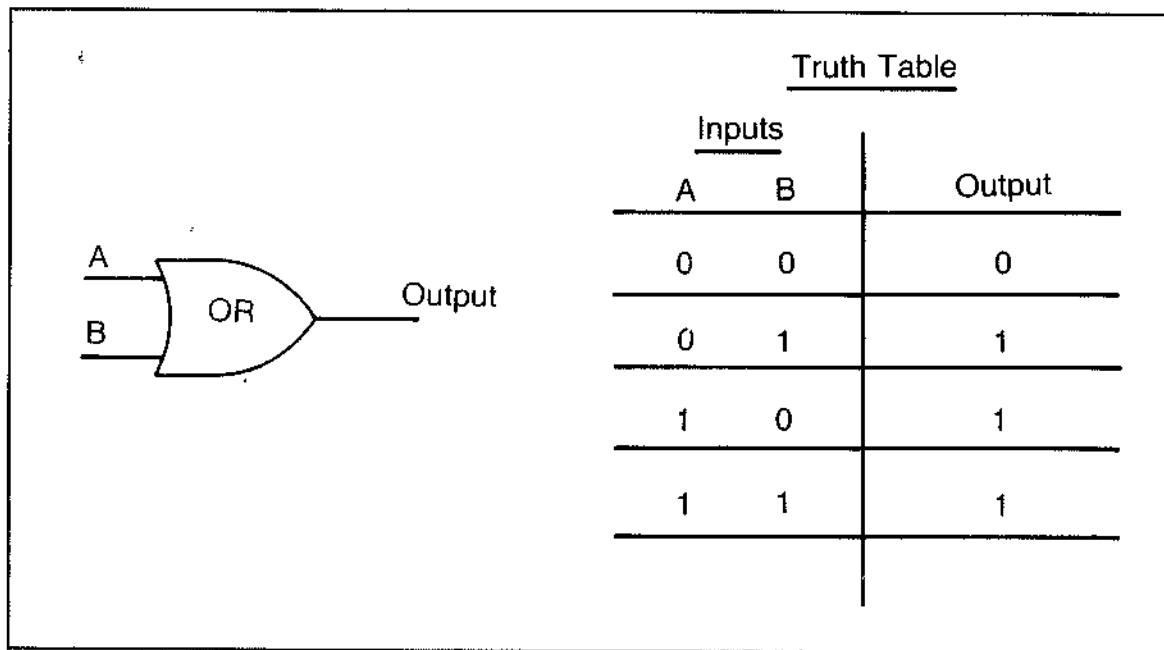 Truth Table
Inputs
A B Output
0 0 0
0 1 1
1 0 1
1 1 1
A
B
OR
Output